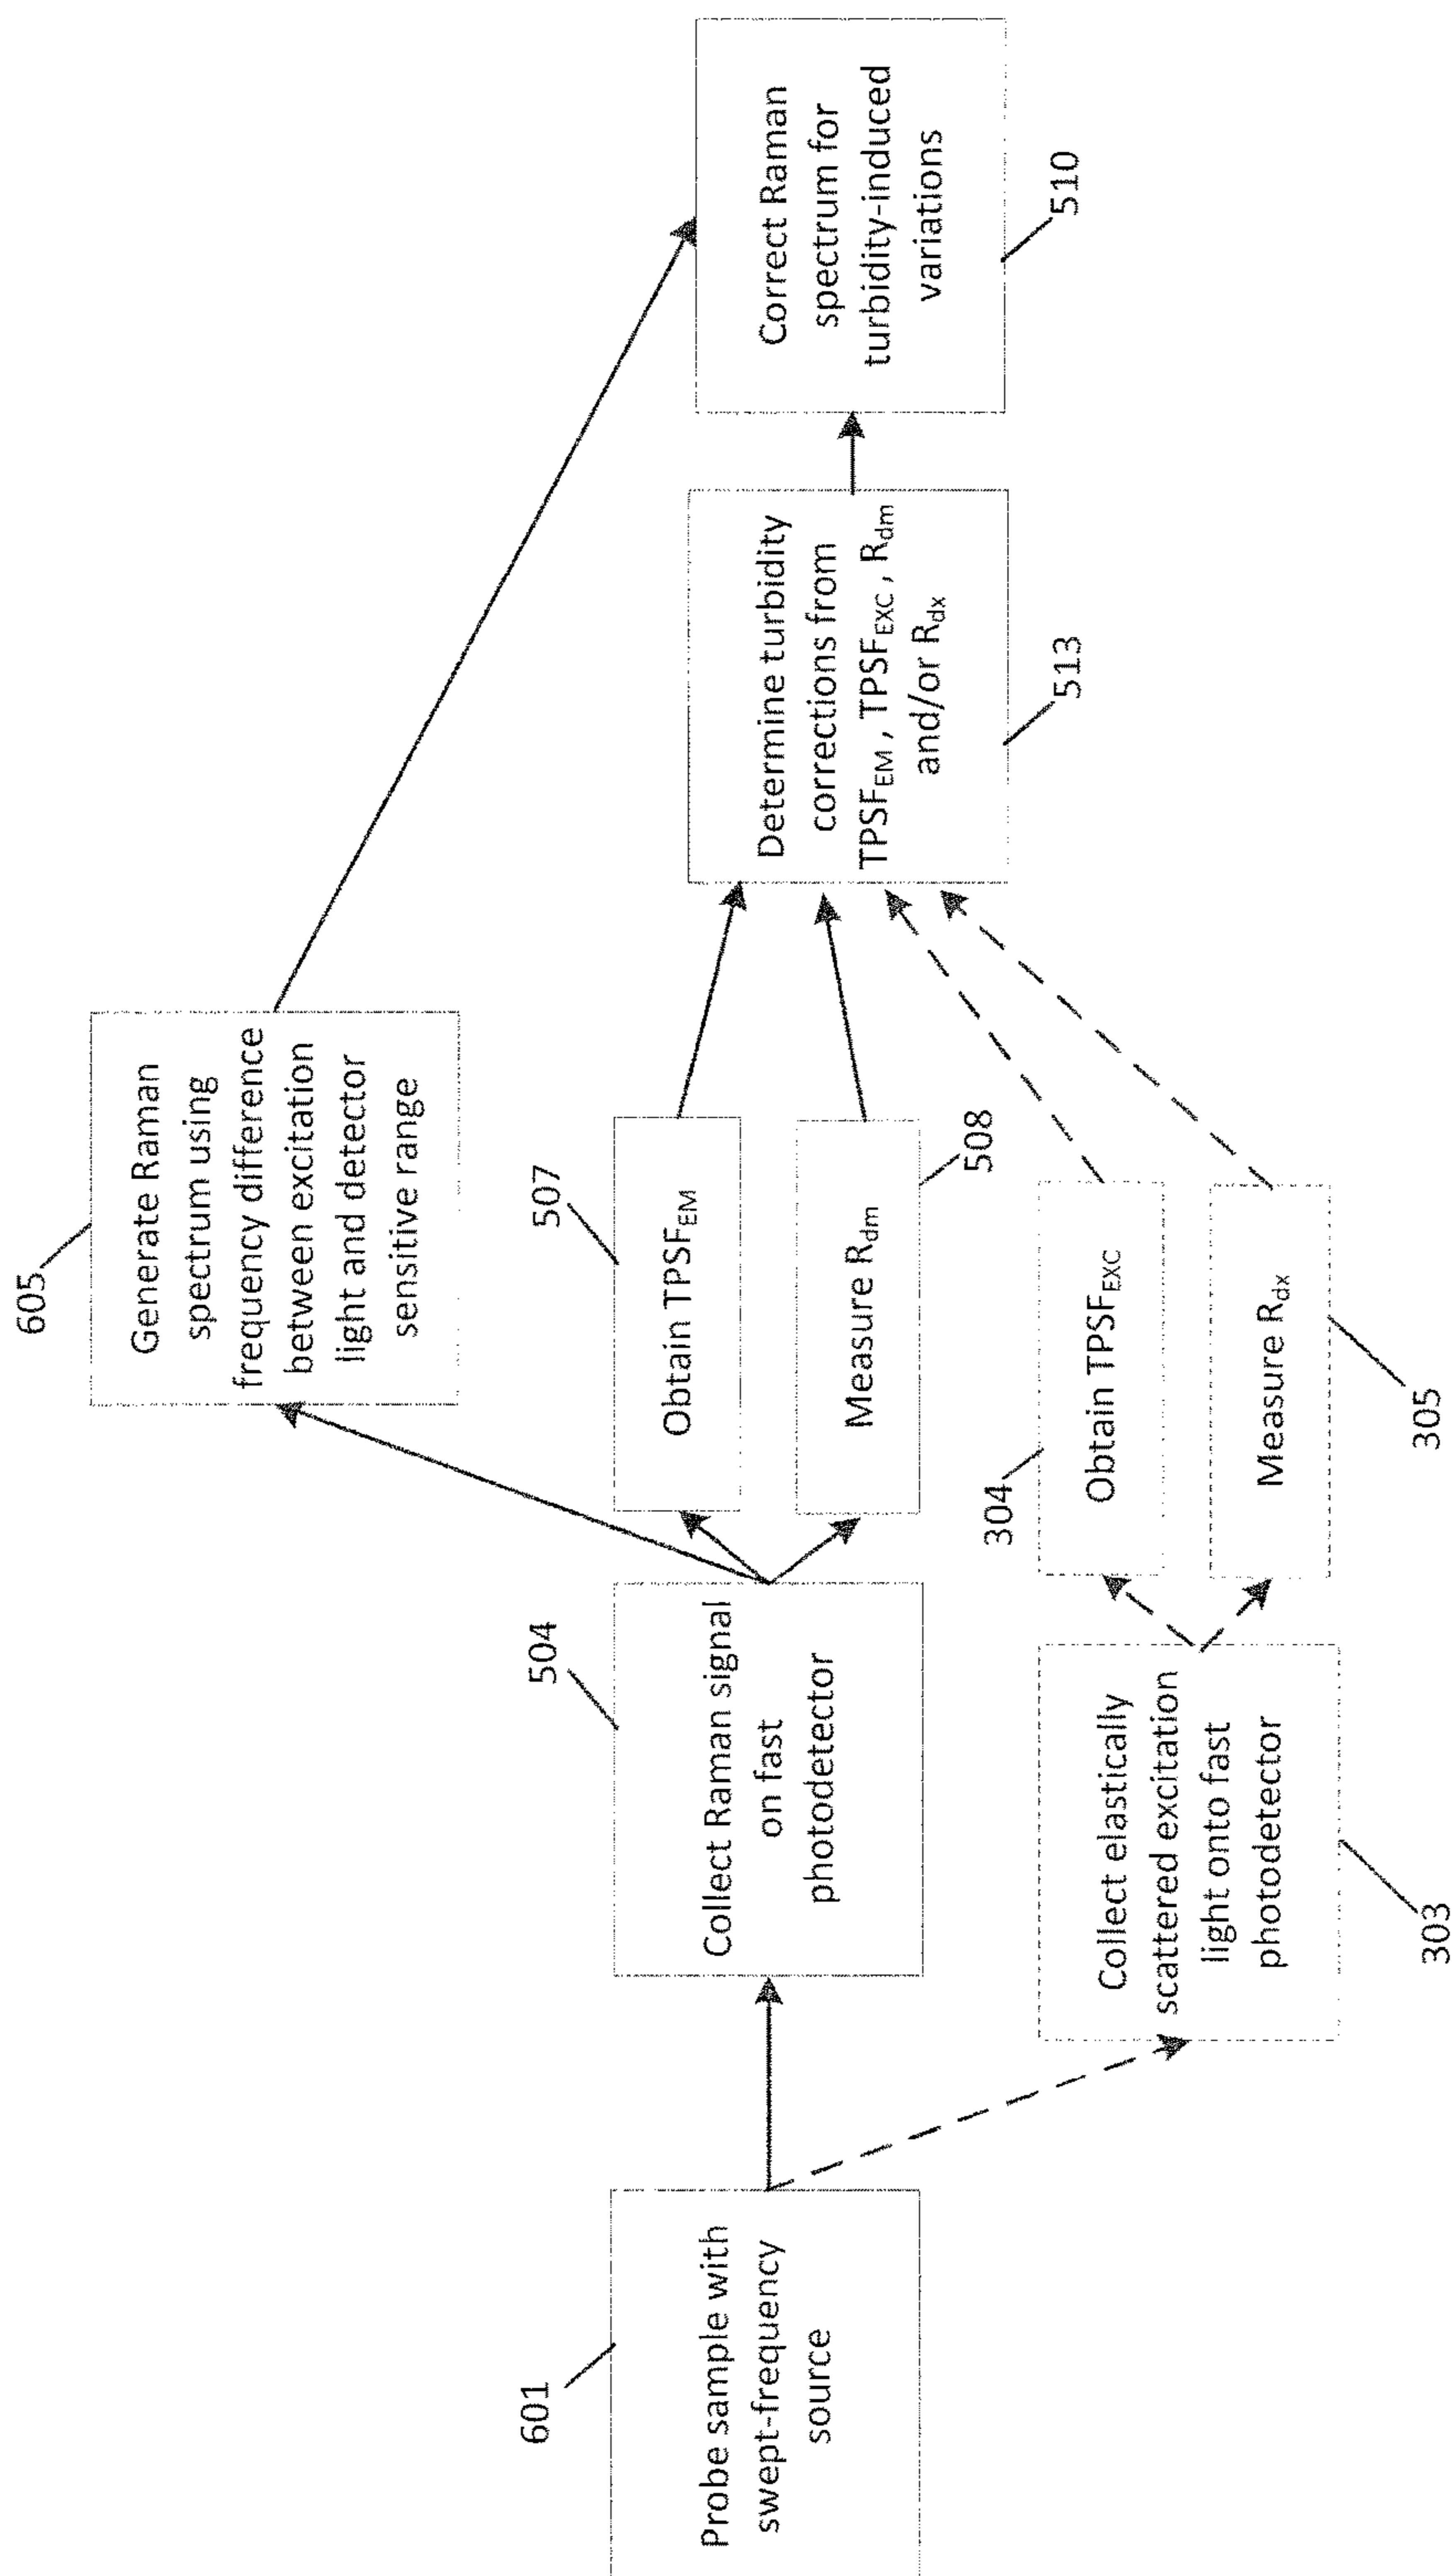 601
Probe sample with
swept-frequency
source
504
Collect Raman signal
on fast
photodetector
303
Collect elastically
scattered excitation
light onto fast
photodetector
605
Generate Raman
spectrum using
frequency difference
between excitation
light and detector
sensitive range
507
Obtain TPSF_EM
Measure R_dm
508
304
Obtain TPSF_EXC
Measure R_dx
305
Determine turbidity
corrections from
TPSF_EM , TPSF_EXC , R_dm
and/or R_dx
513
Correct Raman
spectrum for
turbidity-induced
variations
510